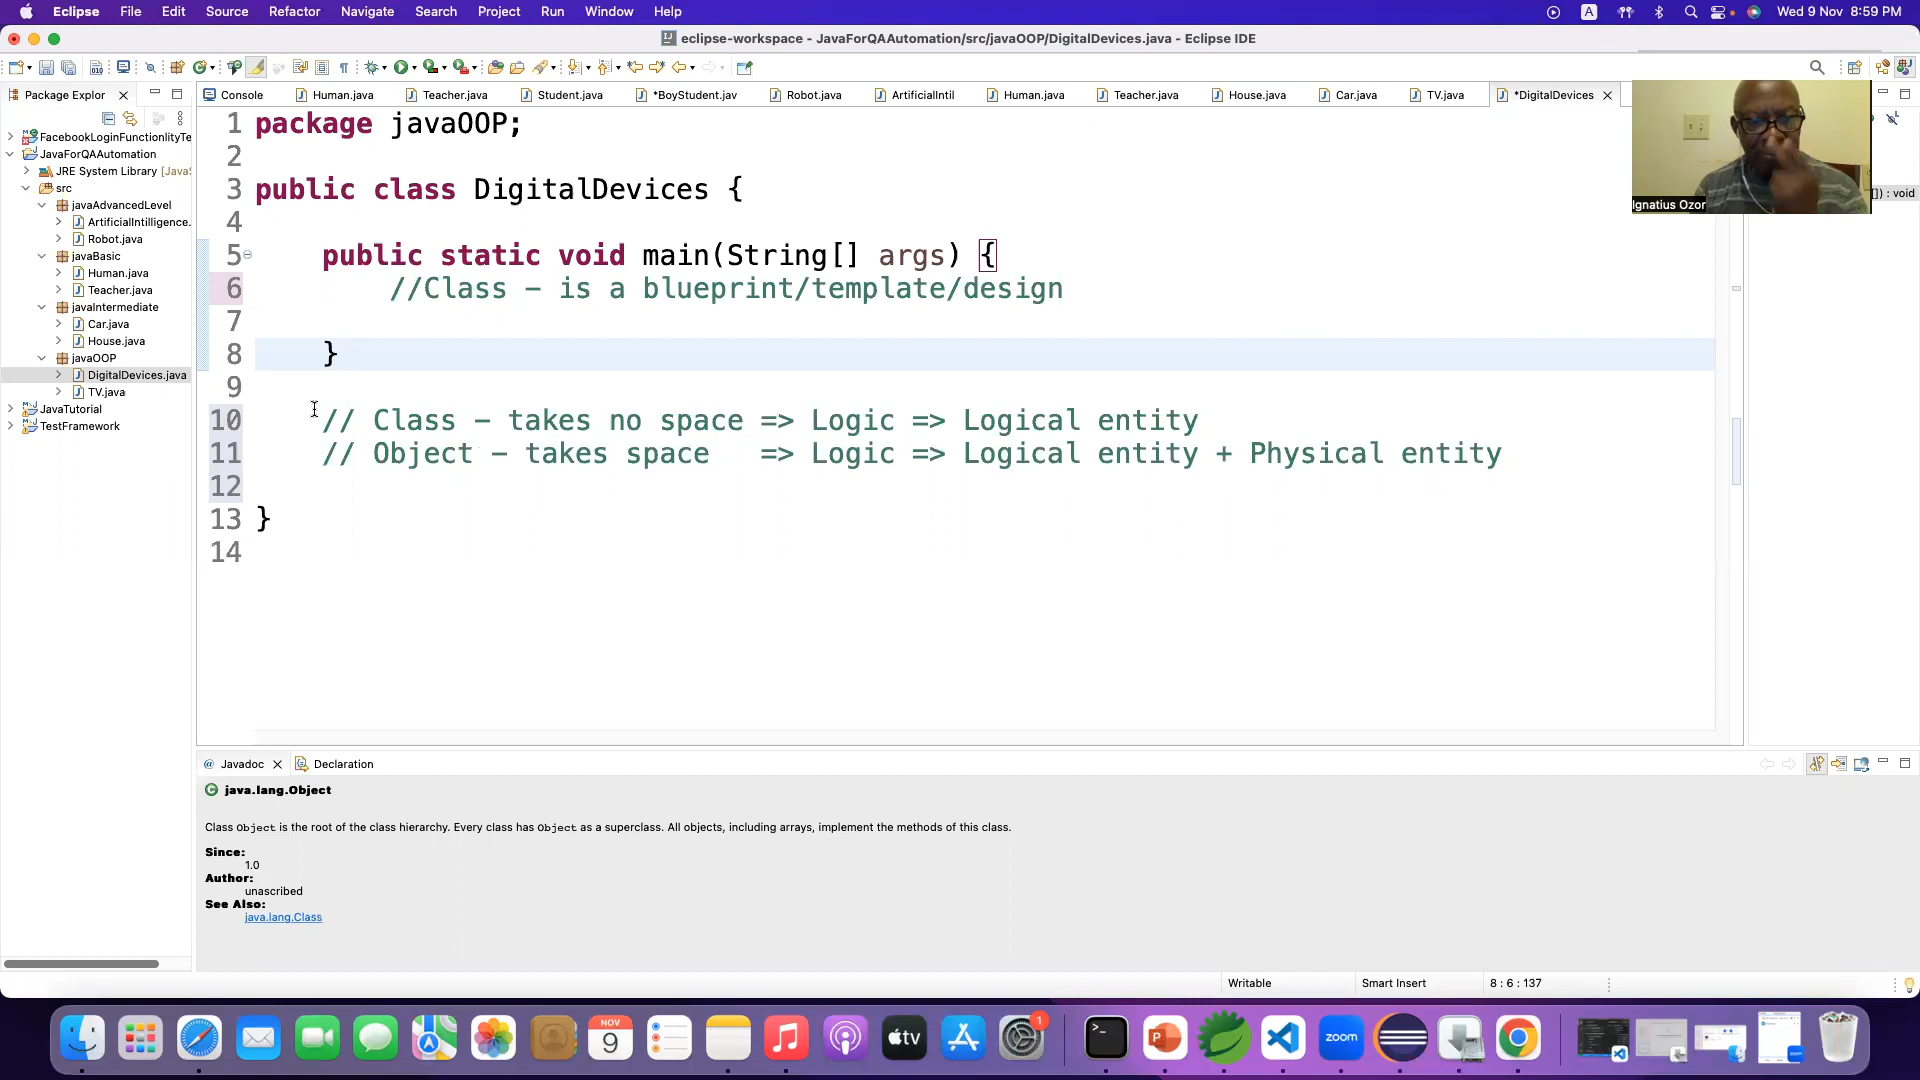 Eclipse File Edit Source Refactor Navigate Search Project Run Window Help A Wed 9 Nov 8:59 PM
eclipse-workspace - JavaForQAAutomation/src/javaOOP/DigitalDevices.java - Eclipse IDE
Package Explor Console Human.java Teacher.java Student.java *BoyStudent.jav Robot.java ArtificialIntil Human.java Teacher.java House.java Car.java TV.java *DigitalDevices
FacebookLoginFunctionlityTe
JavaForQAAutomation
JRE System Library [JavaS
src
javaAdvancedLevel
ArtificialIntilligence.
Robot.java
javaBasic
Human.java
Teacher.java
javaIntermediate
Car.java
House.java
javaOOP
DigitalDevices.java
TV.java
JavaTutorial
TestFramework
1 package javaOOP;
2
3 public class DigitalDevices {
4
5 public static void main(String[] args) {
6 //Class – is a blueprint/template/design
7
8 }
9
10 // Class – takes no space => Logic => Logical entity
11 // Object – takes space => Logic => Logical entity + Physical entity
12
13 }
14
Ignatius Ozor
[]) : void
@ Javadoc Declaration
java.lang.Object
Class Object is the root of the class hierarchy. Every class has Object as a superclass. All objects, including arrays, implement the methods of this class.
Since:
1.0
Author:
unascribed
See Also:
java.lang.Class
Writable Smart Insert 8 : 6 : 137
NOV
9
tv
1
zoom